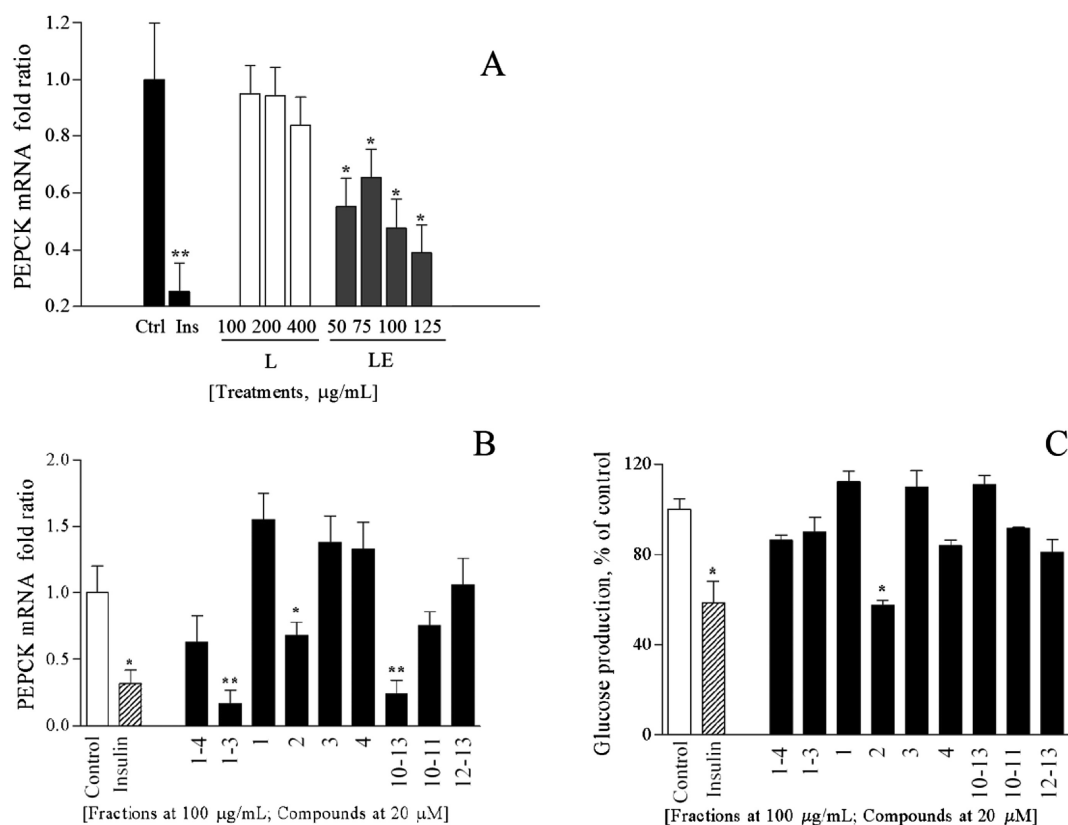 A
PEPCK mRNA fold ratio
1.2
1.0
0.8
0.6
0.4
0.2
**
*
*
*
*
Ctrl Ins 100 200 400 50 75 100 125
L LE
[Treatments, μg/mL]
B
PEPCK mRNA fold ratio
2.0
1.5
1.0
0.5
0.0
*
**
*
**
Control Insulin 1-4 1-3 1 2 3 4 10-13 10-11 12-13
[Fractions at 100 μg/mL; Compounds at 20 μM]
C
Glucose production, % of control
120
80
40
0
*
*
Control Insulin 1-4 1-3 1 2 3 4 10-13 10-11 12-13
[Fractions at 100 μg/mL; Compounds at 20 μM]